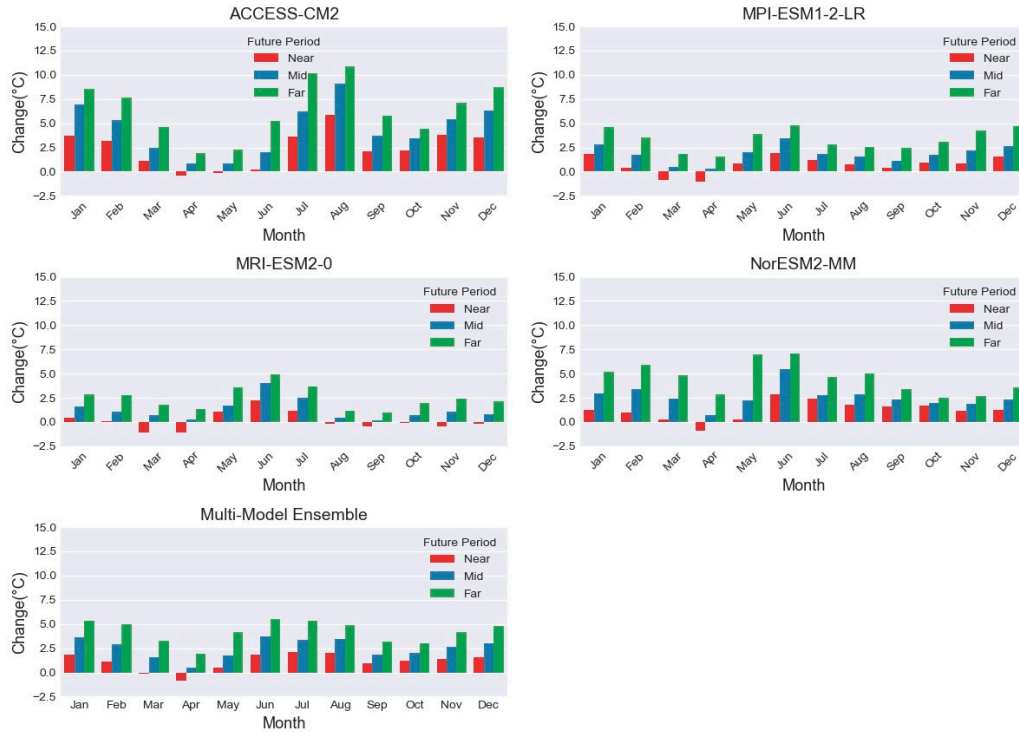 ACCESS-CM2
Change(°C)
15.0
12.5
10.0
7.5
5.0
2.5
0.0
−2.5
Future Period
Near
Mid
Far
Jan Feb Mar Apr May Jun Jul Aug Sep Oct Nov Dec
Month
MPI-ESM1-2-LR
Change(°C)
15.0
12.5
10.0
7.5
5.0
2.5
0.0
−2.5
Future Period
Near
Mid
Far
Jan Feb Mar Apr May Jun Jul Aug Sep Oct Nov Dec
Month
MRI-ESM2-0
Change(°C)
15.0
12.5
10.0
7.5
5.0
2.5
0.0
−2.5
Future Period
Near
Mid
Far
Jan Feb Mar Apr May Jun Jul Aug Sep Oct Nov Dec
Month
NorESM2-MM
Change(°C)
15.0
12.5
10.0
7.5
5.0
2.5
0.0
−2.5
Future Period
Near
Mid
Far
Jan Feb Mar Apr May Jun Jul Aug Sep Oct Nov Dec
Month
Multi-Model Ensemble
Change(°C)
15.0
12.5
10.0
7.5
5.0
2.5
0.0
−2.5
Future Period
Near
Mid
Far
Jan Feb Mar Apr May Jun Jul Aug Sep Oct Nov Dec
Month